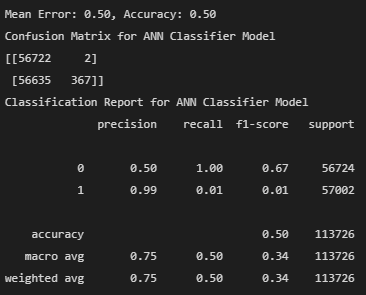 Mean Error: 0.50, Accuracy: 0.50
Confusion Matrix for ANN Classifier Model
[[56722     2]
 [56635   367]]
Classification Report for ANN Classifier Model
              precision    recall  f1-score   support

           0       0.50      1.00      0.67     56724
           1       0.99      0.01      0.01     57002

    accuracy                           0.50    113726
   macro avg       0.75      0.50      0.34    113726
weighted avg       0.75      0.50      0.34    113726